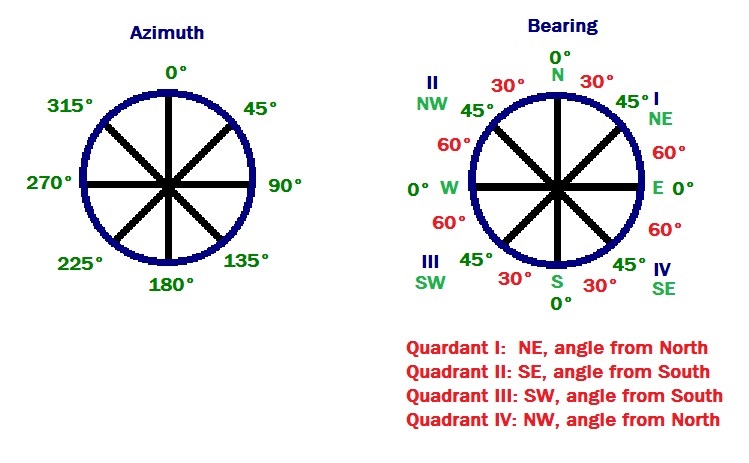 Azimuth
0°
45°
90°
135°
180°
225°
270°
315°
Bearing
0°
N
30°
30°
II
NW
45°
45°
I
NE
60°
60°
0° W
E 0°
60°
60°
III
SW
45°
45°
IV
SE
30°
S
30°
0°
Quardant I: NE, angle from North
Quadrant II: SE, angle from South
Quadrant III: SW, angle from South
Quadrant IV: NW, angle from North